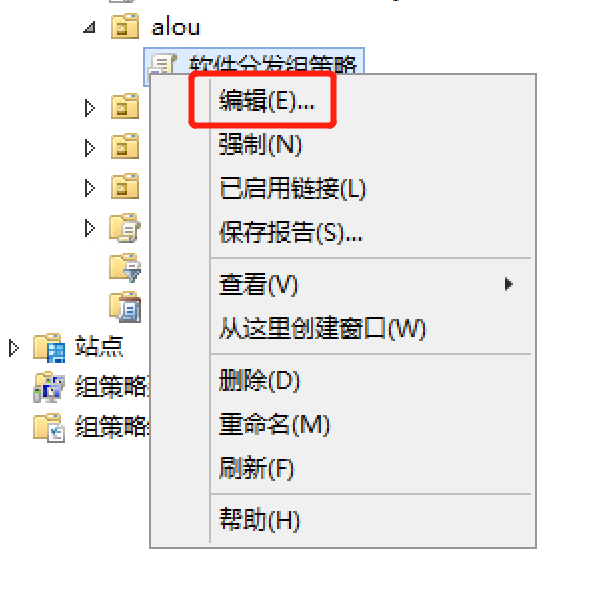 alou
软件分发组策略
编辑(E)...
强制(N)
已启用链接(L)
保存报告(S)...
查看(V)
从这里创建窗口(W)
删除(D)
站点
组策略
重命名(M)
组策略
刷新(F)
帮助(H)